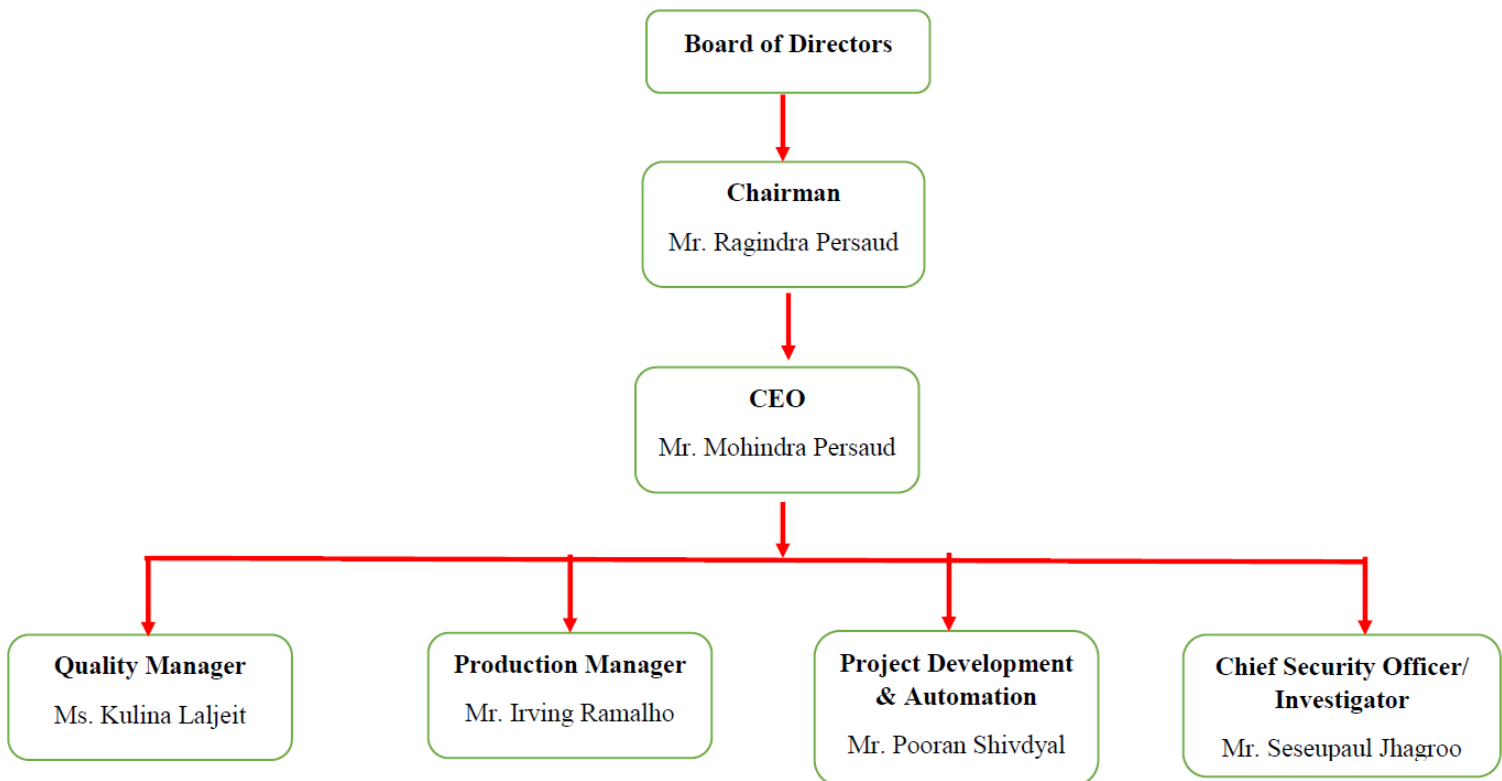 Board of Directors
Chairman
Mr. Ragindra Persaud
CEO
Mr. Mohindra Persaud
Quality Manager
Ms. Kulina Laljeit
Production Manager
Mr. Irving Ramalho
Project Development
& Automation
Mr. Pooran Shivdyal
Chief Security Officer/
Investigator
Mr. Seseupaul Jhagroo